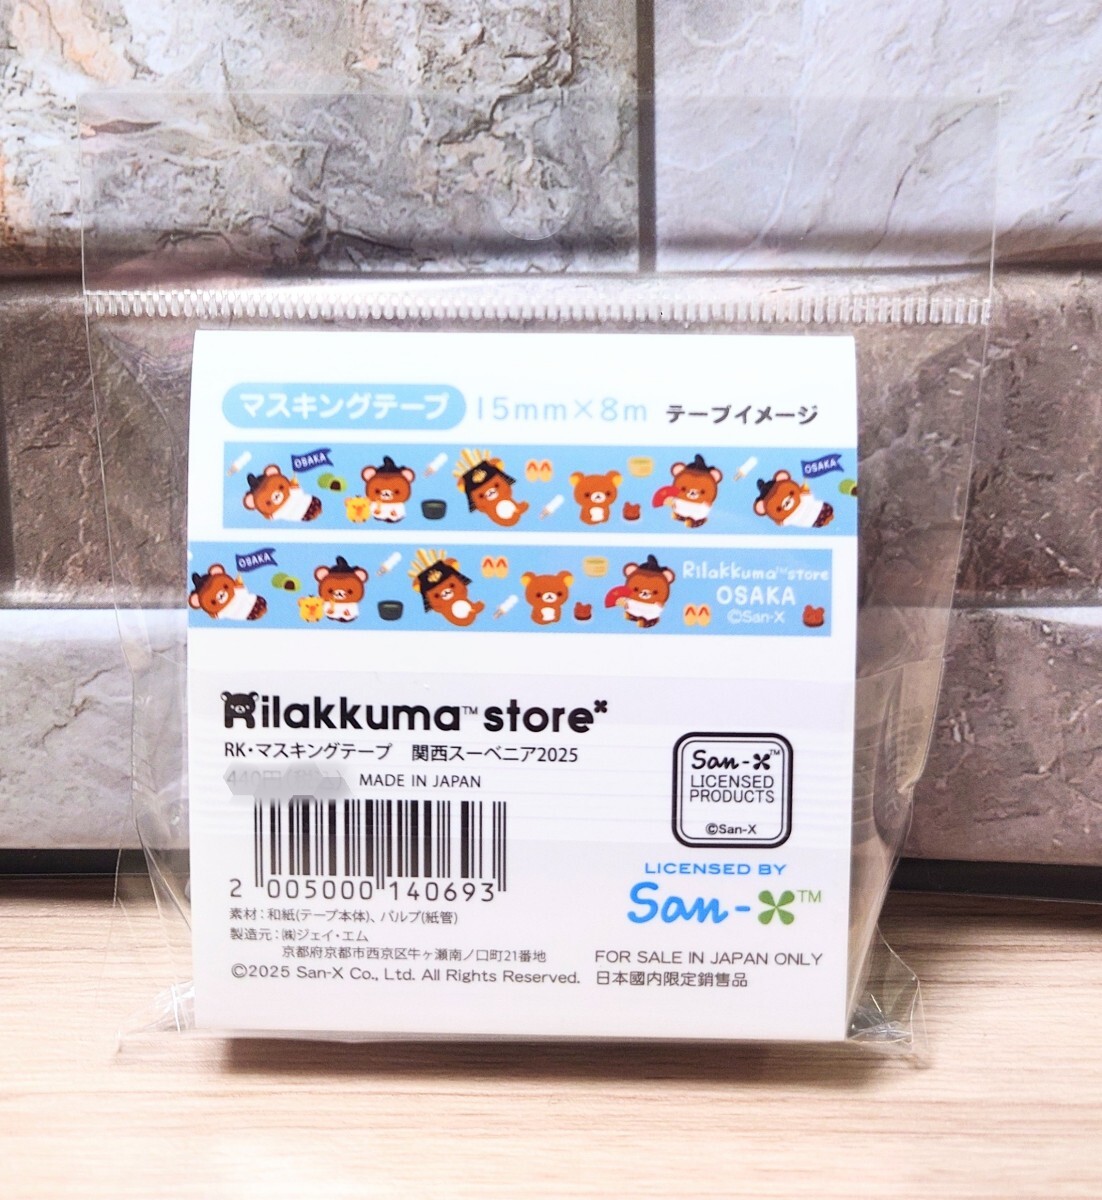 マスキングテープ 15mm×8m テープイメージ
OSAKA OSAKA
OSAKA
Rilakkuma™ store
OSAKA
©San-X
Rilakkuma™ store
RK・マスキングテープ 関西スーベニア2025
MADE IN JAPAN
San-X™
LICENSED
PRODUCTS
©San-X
2 005000 140693
LICENSED BY
San-X™
素材：和紙(テープ本体)、パルプ(紙管)
製造元：㈱ジェイ・エム
京都府京都市西京区牛ヶ瀬南ノ口町21番地
©2025 San-X Co., Ltd. All Rights Reserved.
FOR SALE IN JAPAN ONLY
日本國内限定銷售品